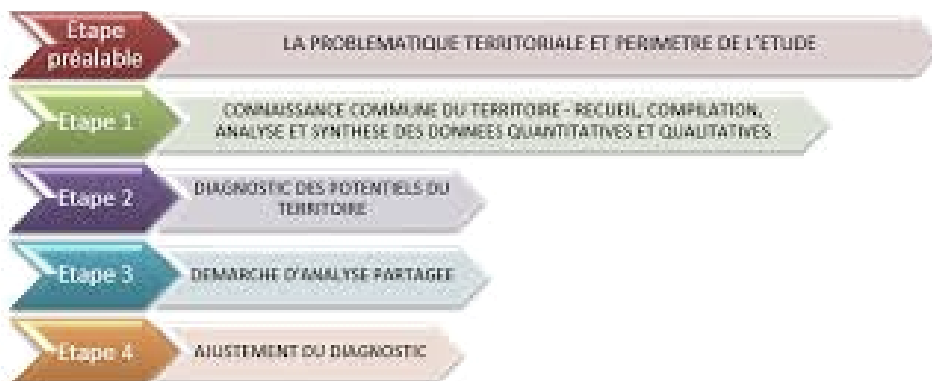 Etape
préalable
LA PROBLEMATIQUE TERRITORIALE ET PERIMETRE DE L'ETUDE
Etape 1
CONNAISSANCE COMMUNE DU TERRITOIRE - RECUEIL, COMPILATION,
ANALYSE ET SYNTHESE DES DONNEES QUANTITATIVES ET QUALITATIVES
Etape 2
DIAGNOSTIC DES POTENTIELS DU
TERRITOIRE
Etape 3
DEMARCHE D'ANALYSE PARTAGEE
Etape 4
AJUSTEMENT DU DIAGNOSTIC